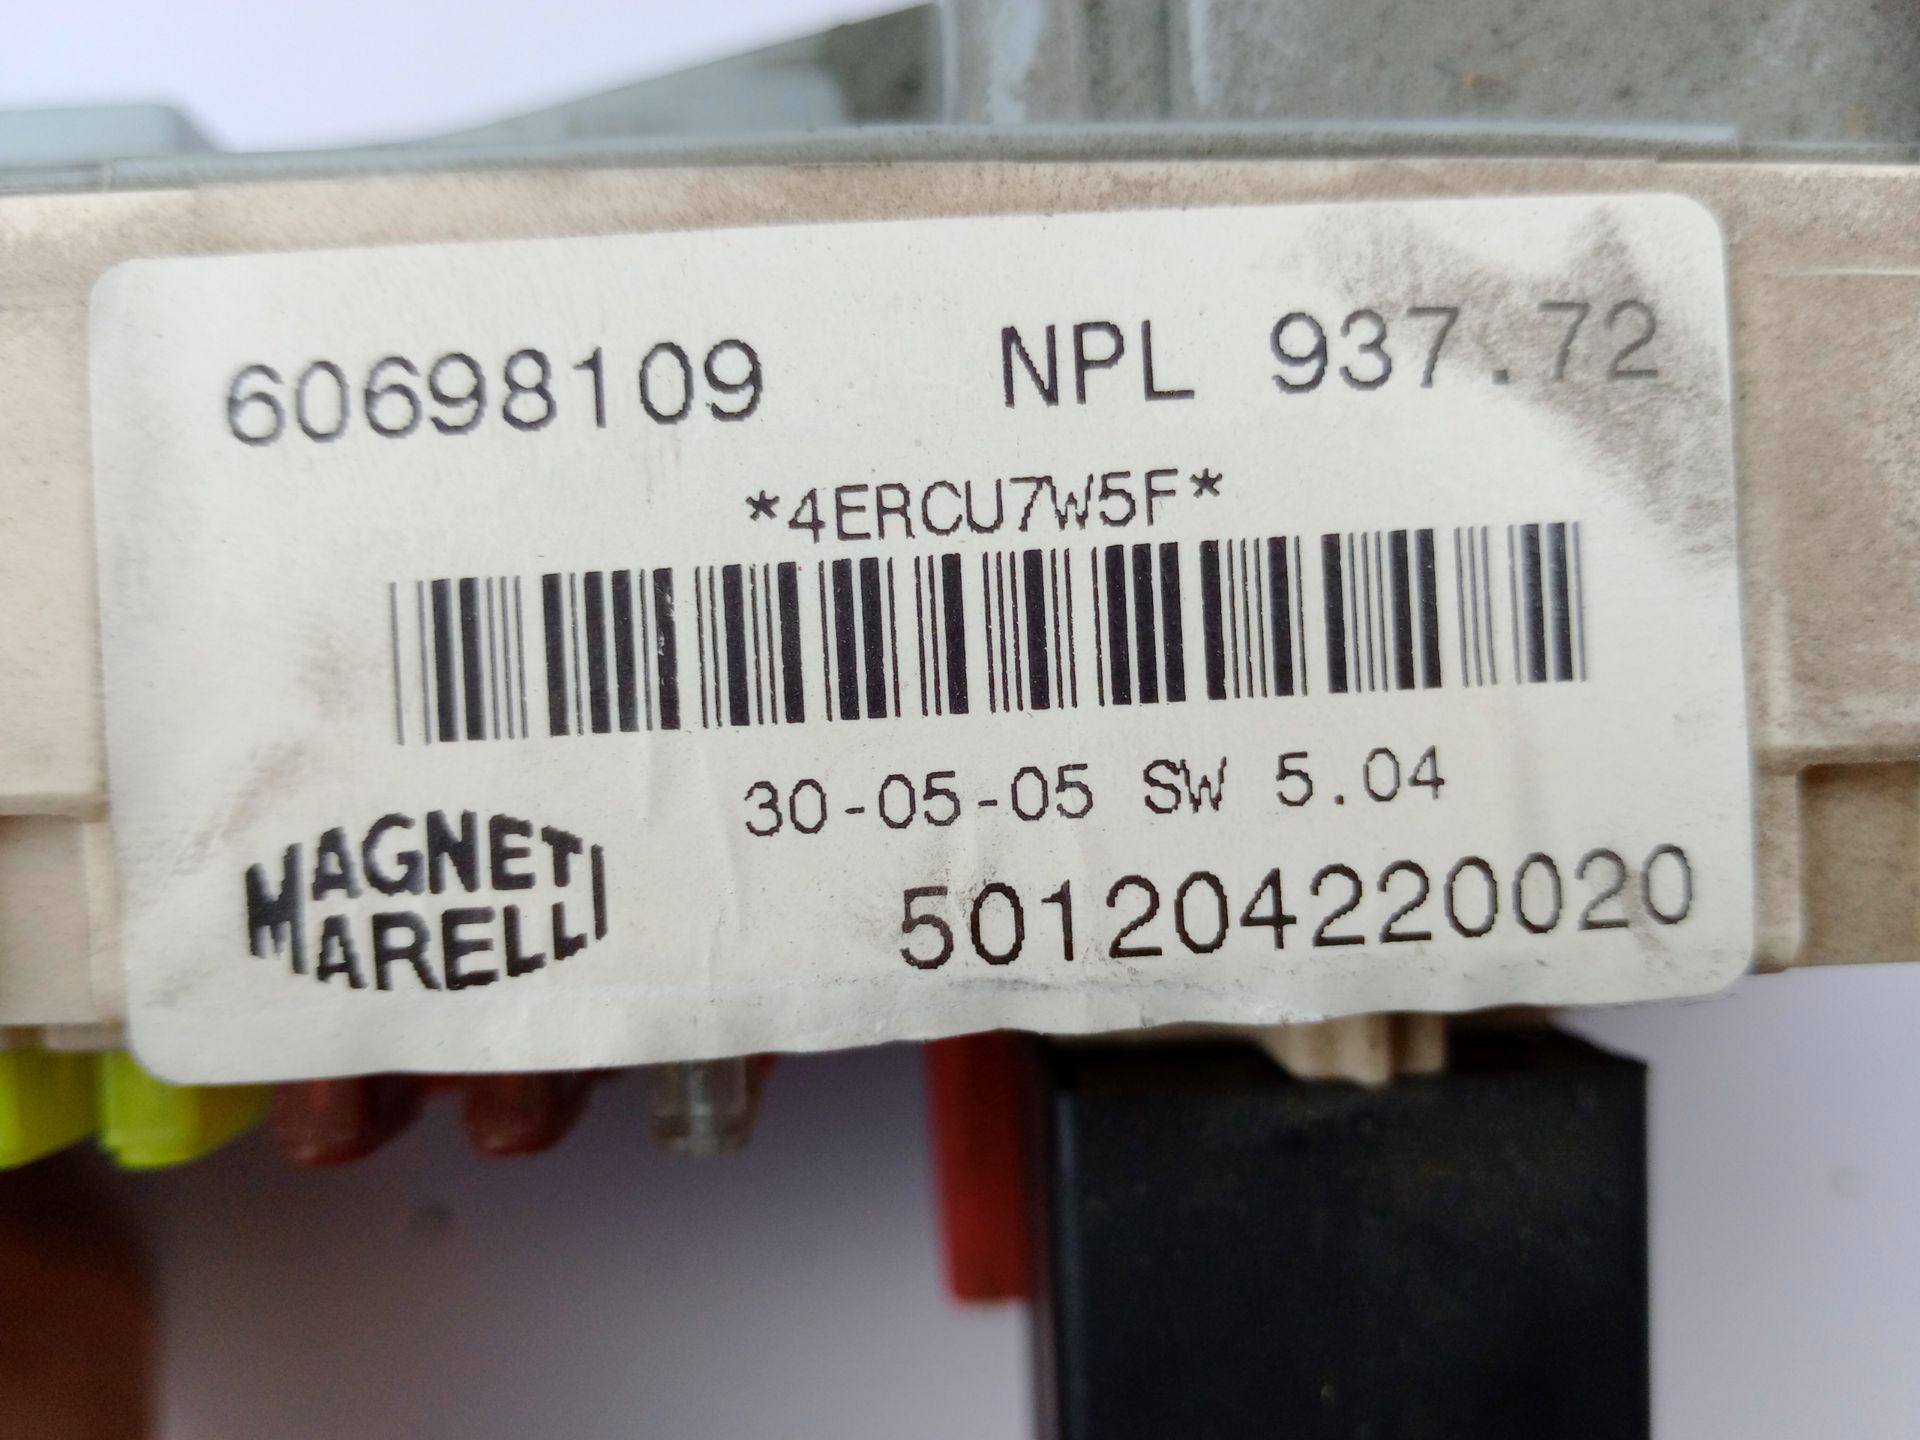 60698109 NPL 937.72
*4ERCU7W5F*
30-05-05 SW 5.04
MAGNETI
MARELLI
501204220020